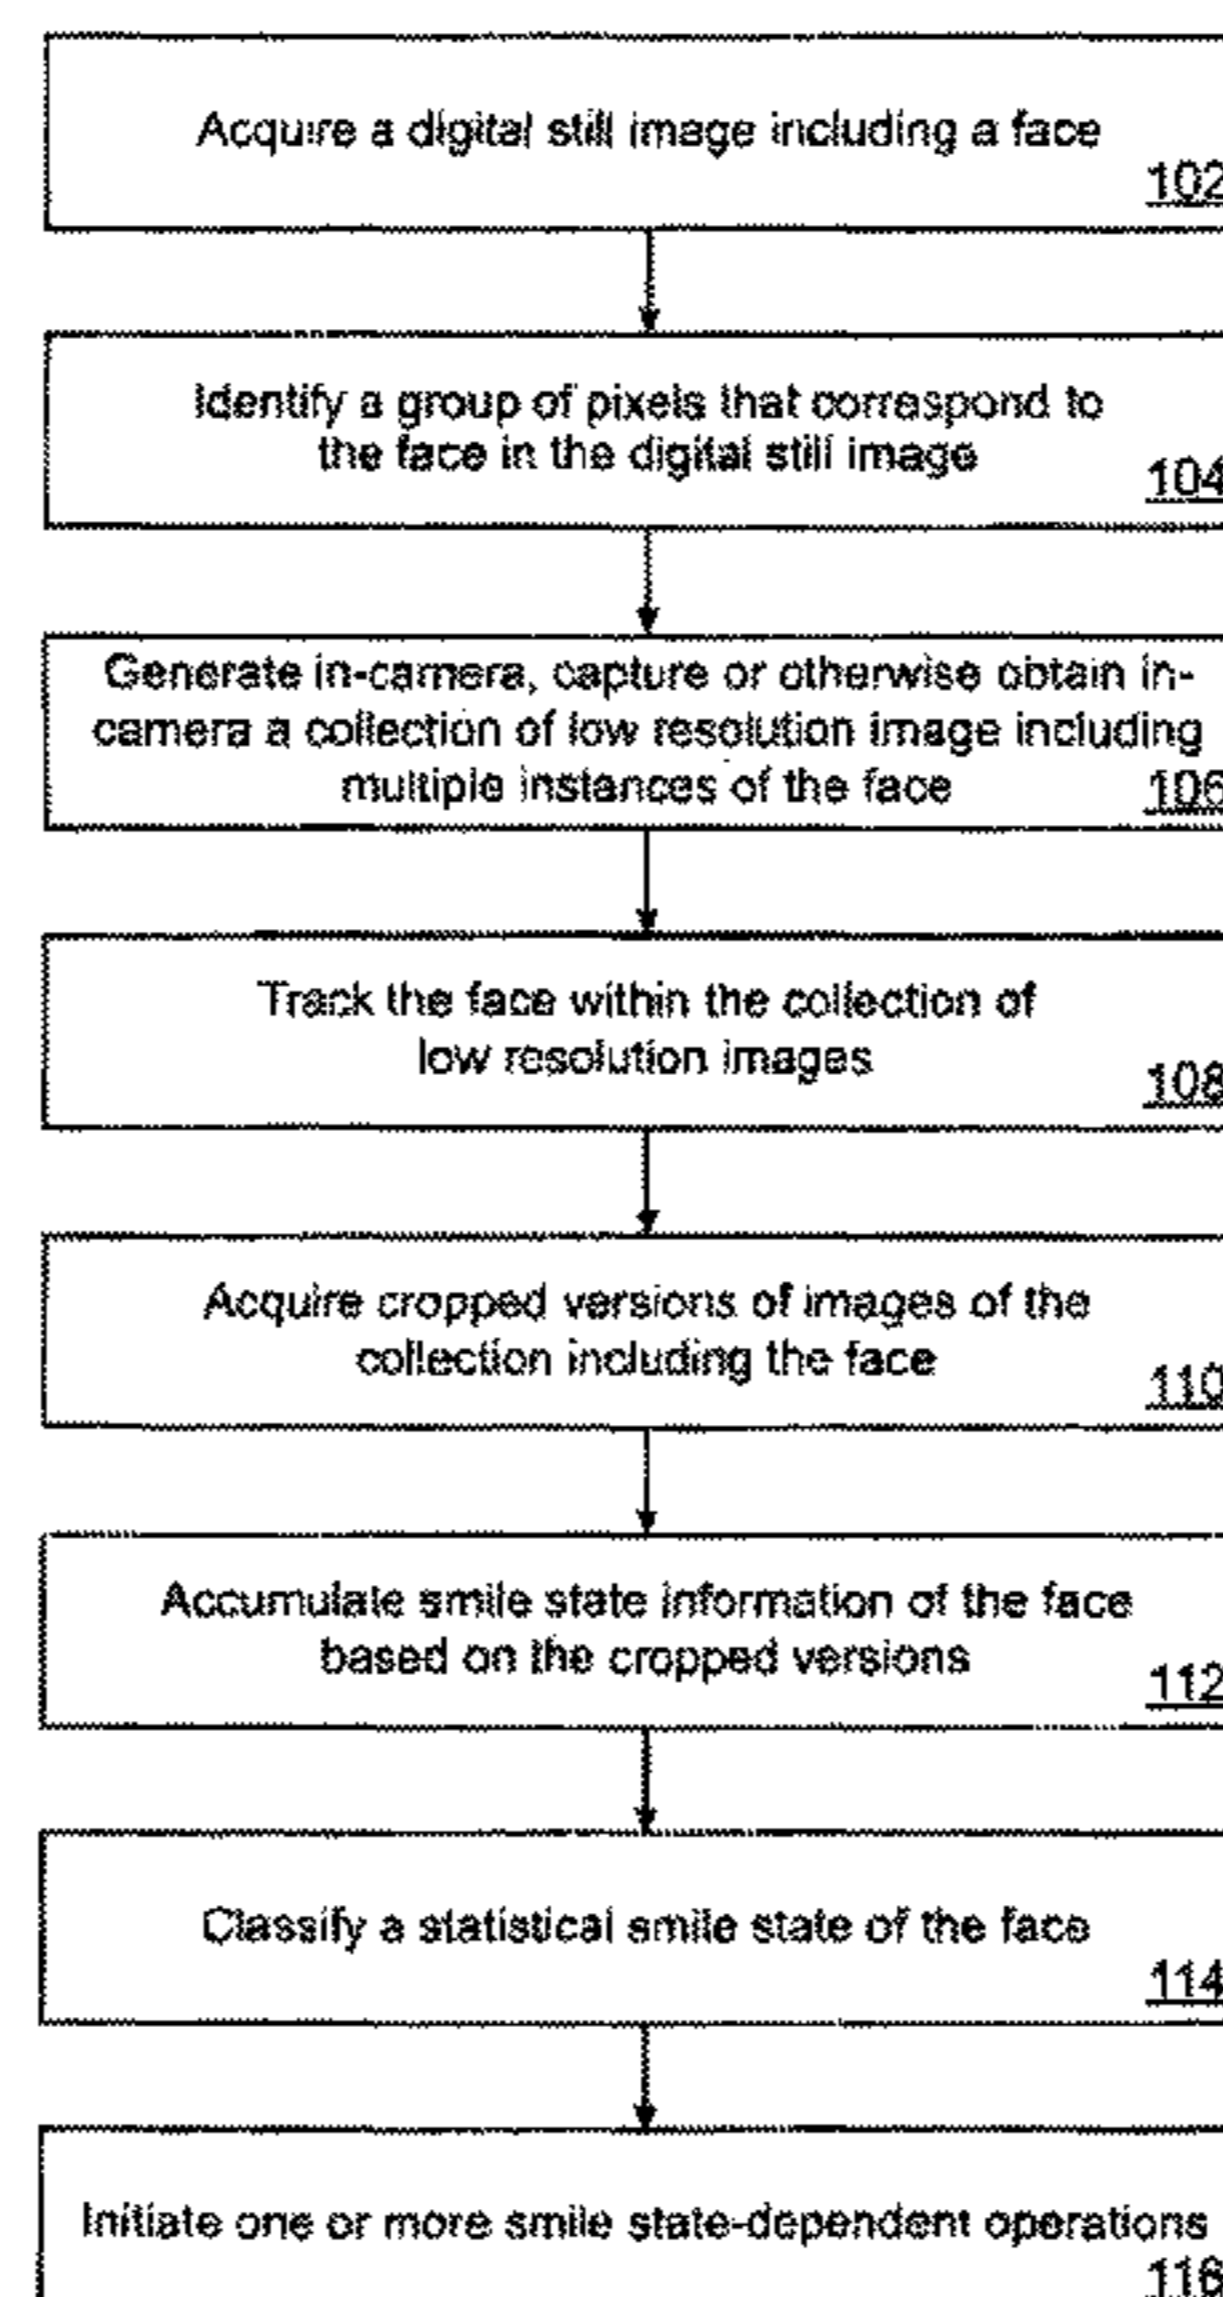 Acquire a digital still image including a face
102
Identify a group of pixels that correspond to
the face in the digital still image
104
Generate in-camera, capture or otherwise obtain in-
camera a collection of low resolution image including
multiple instances of the face
106
Track the face within the collection of
low resolution images
108
Acquire cropped versions of images of the
collection including the face
110
Accumulate smile state information of the face
based on the cropped versions
112
Classify a statistical smile state of the face
114
Initiate one or more smile state-dependent operations
116